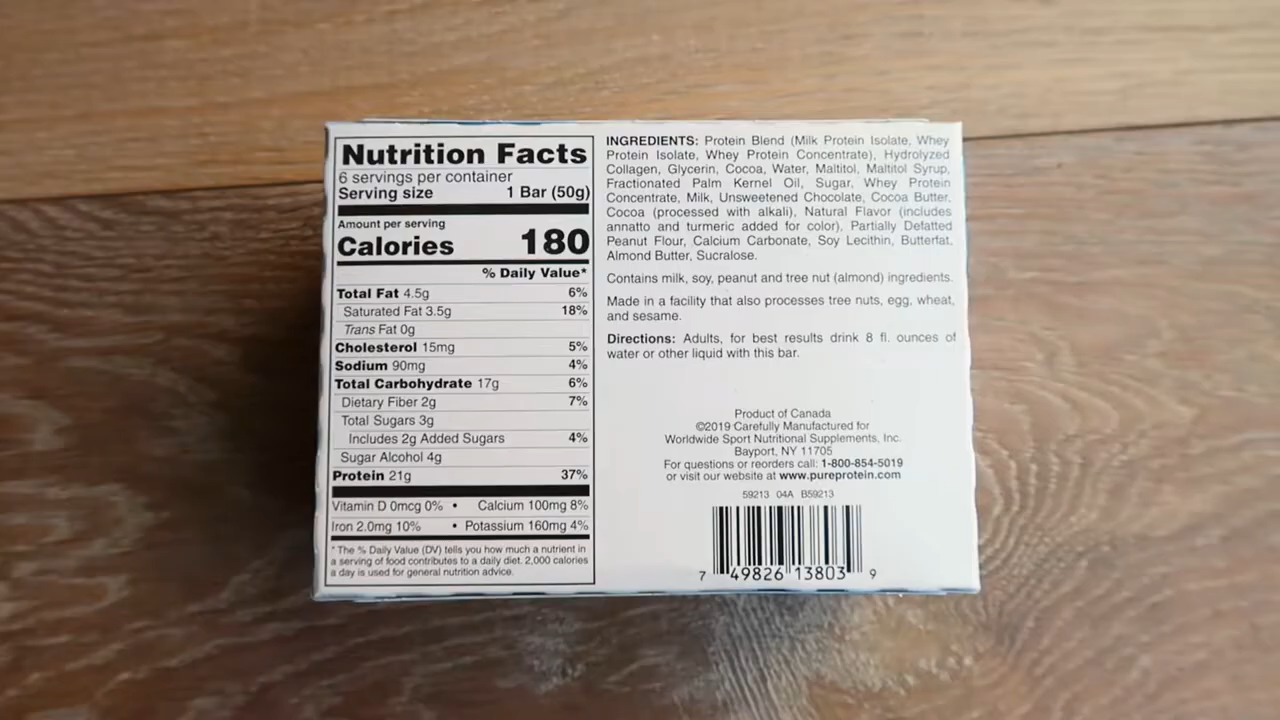 Nutrition Facts
6 servings per container
Serving size 1 Bar (50g)
Amount per serving
Calories 180
% Daily Value*
Total Fat 4.5g 6%
Saturated Fat 3.5g 18%
Trans Fat 0g
Cholesterol 15mg 5%
Sodium 90mg 4%
Total Carbohydrate 17g 6%
Dietary Fiber 2g 7%
Total Sugars 3g
Includes 2g Added Sugars 4%
Sugar Alcohol 4g
Protein 21g 37%
Vitamin D 0mcg 0% • Calcium 100mg 8%
Iron 2.0mg 10% • Potassium 160mg 4%
* The % Daily Value (DV) tells you how much a nutrient in
a serving of food contributes to a daily diet. 2,000 calories
a day is used for general nutrition advice.
INGREDIENTS: Protein Blend (Milk Protein Isolate, Whey
Protein Isolate, Whey Protein Concentrate), Hydrolyzed
Collagen, Glycerin, Cocoa, Water, Maltitol, Maltitol Syrup,
Fractionated Palm Kernel Oil, Sugar, Whey Protein
Concentrate, Milk, Unsweetened Chocolate, Cocoa Butter,
Cocoa (processed with alkali), Natural Flavor (includes
annatto and turmeric added for color), Partially Defatted
Peanut Flour, Calcium Carbonate, Soy Lecithin, Butterfat,
Almond Butter, Sucralose.
Contains milk, soy, peanut and tree nut (almond) ingredients.
Made in a facility that also processes tree nuts, egg, wheat,
and sesame.
Directions: Adults, for best results drink 8 fl. ounces of
water or other liquid with this bar.
Product of Canada
©2019 Carefully Manufactured for
Worldwide Sport Nutritional Supplements, Inc.
Bayport, NY 11705
For questions or reorders call: 1-800-854-5019
or visit our website at www.pureprotein.com
59213 04A B59213
7 49826 13803 9